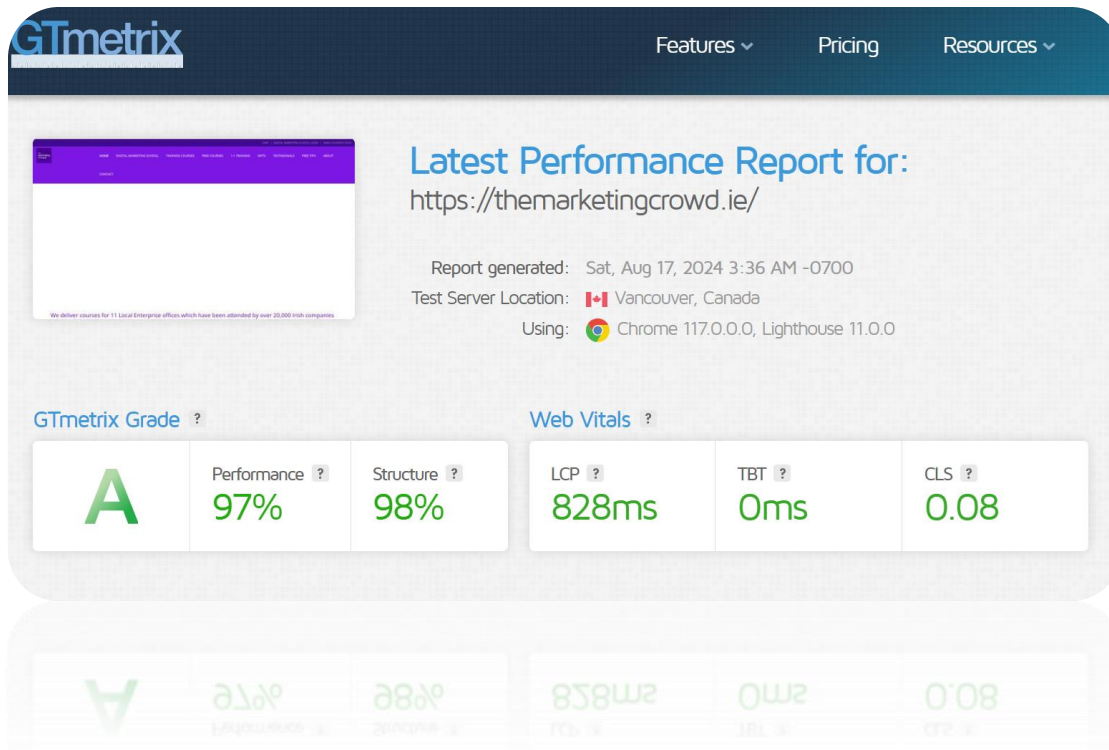 GTmetrix
Features
Pricing
Resources
HOME DIGITAL MARKETING SCHOOL TRAINING COURSES FREE COURSES 1:1 TRAINING GIFTS TESTIMONIALS FREE TIPS ABOUT
CONTACT
We deliver courses for 11 Local Enterprise offices which have been attended by over 20,000 Irish companies
Latest Performance Report for:
https://themarketingcrowd.ie/
Report generated: Sat, Aug 17, 2024 3:36 AM -0700
Test Server Location: Vancouver, Canada
Using: Chrome 117.0.0.0, Lighthouse 11.0.0
GTmetrix Grade ?
Web Vitals ?
A
Performance ?
97%
Structure ?
98%
LCP ?
828ms
TBT ?
0ms
CLS ?
0.08